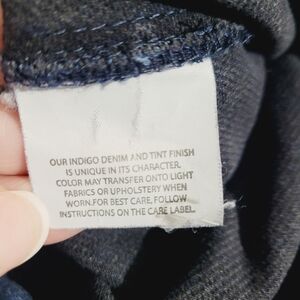 OUR INDIGO DENIM AND TINT FINISH
IS UNIQUE IN ITS CHARACTER.
COLOR MAY TRANSFER ONTO LIGHT
FABRICS OR UPHOLSTERY WHEN
WORN.FOR BEST CARE, FOLLOW
INSTRUCTIONS ON THE CARE LABEL.